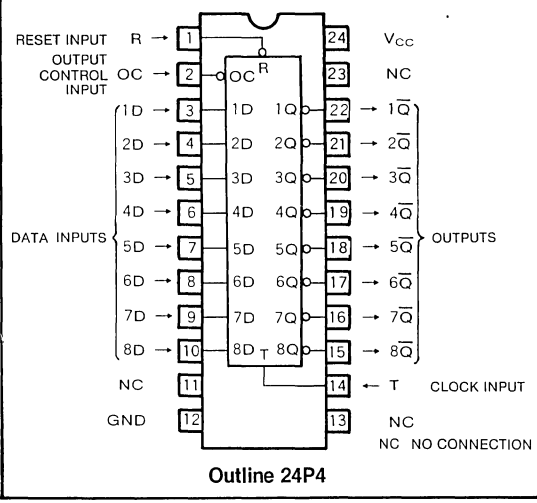 RESET INPUT R → 1 R 24 VCC
OUTPUT
CONTROL OC → 2 OC 23 NC
INPUT
1D → 3 1D 1Q 22 → 1Q̅
2D → 4 2D 2Q 21 → 2Q̅
3D → 5 3D 3Q 20 → 3Q̅
4D → 6 4D 4Q 19 → 4Q̅
DATA INPUTS 5D → 7 5D 5Q 18 → 5Q̅ OUTPUTS
6D → 8 6D 6Q 17 → 6Q̅
7D → 9 7D 7Q 16 → 7Q̅
8D → 10 8D T 8Q 15 → 8Q̅
NC 11 14 ← T CLOCK INPUT
GND 12 13 NC
NC NO CONNECTION
Outline 24P4